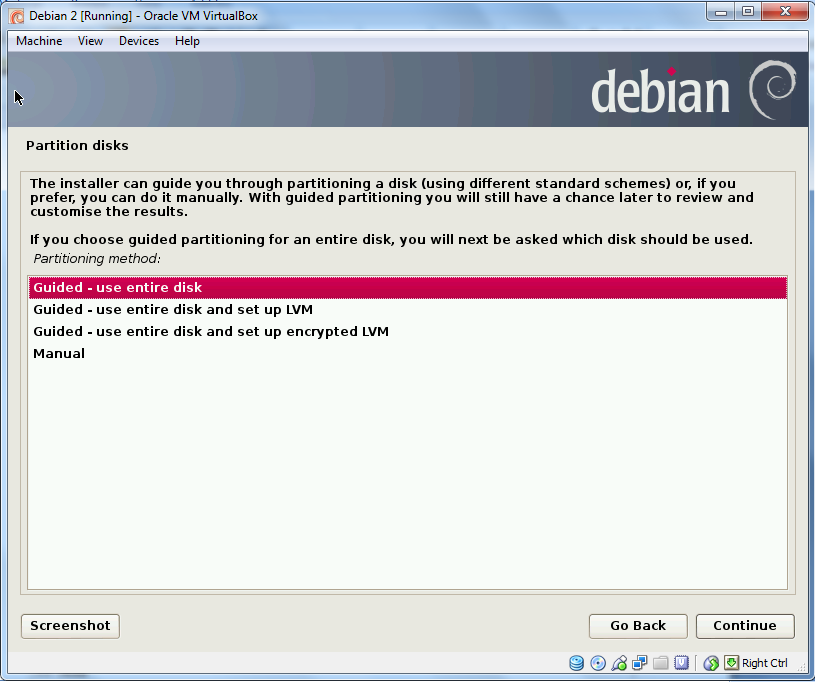 Debian 2 [Running] - Oracle VM VirtualBox
Machine View Devices Help
debian
Partition disks
The installer can guide you through partitioning a disk (using different standard schemes) or, if you
prefer, you can do it manually. With guided partitioning you will still have a chance later to review and
customise the results.
If you choose guided partitioning for an entire disk, you will next be asked which disk should be used.
Partitioning method:
Guided - use entire disk
Guided - use entire disk and set up LVM
Guided - use entire disk and set up encrypted LVM
Manual
Screenshot Go Back Continue
Right Ctrl